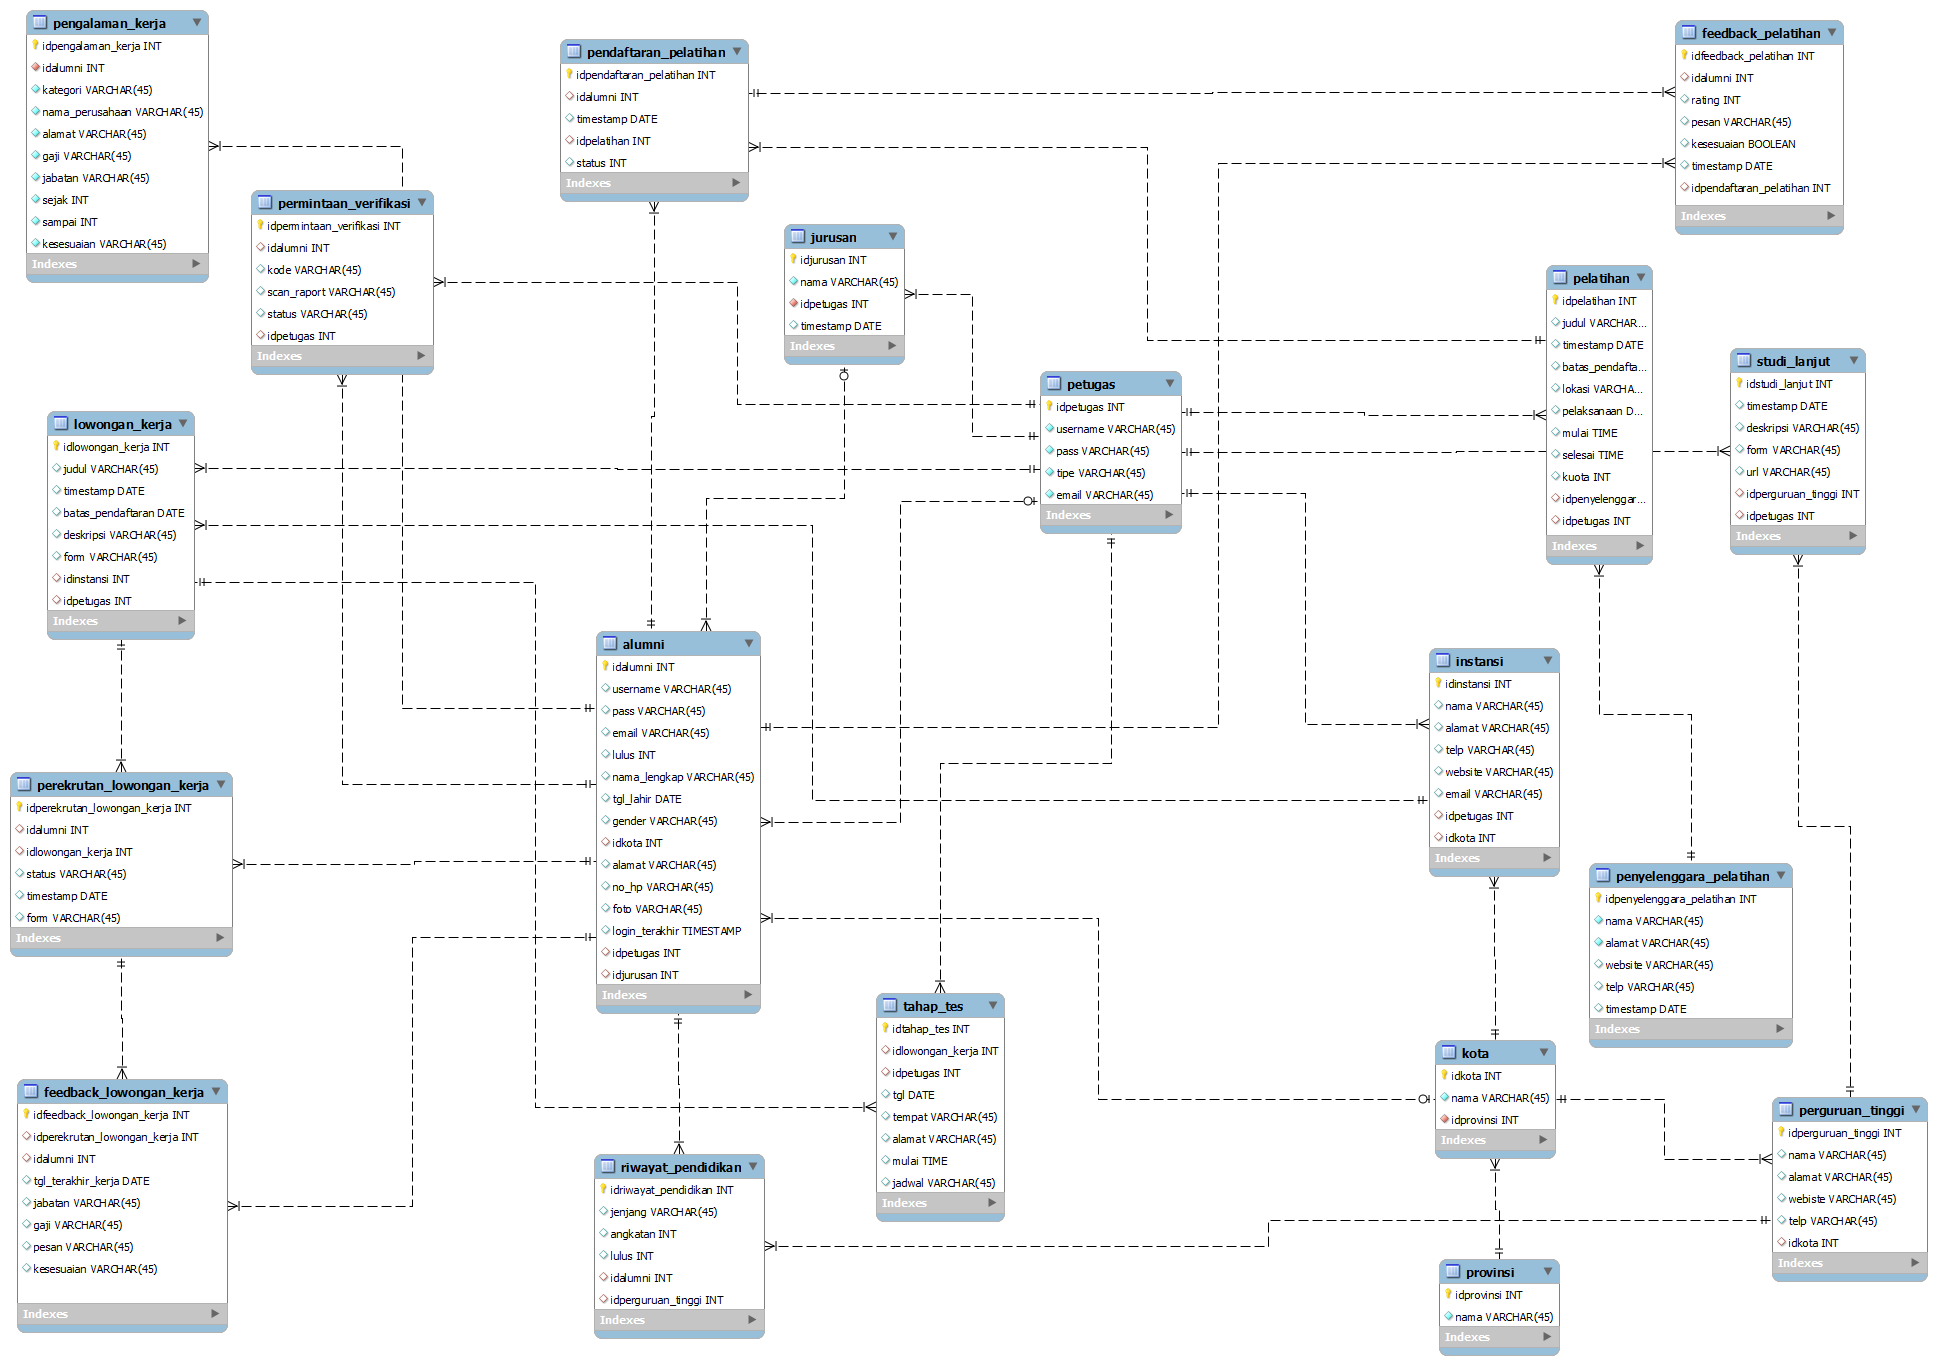 pengalaman_kerja
idpengalaman_kerja INT
idalumni INT
kategori VARCHAR(45)
nama_perusahaan VARCHAR(45)
alamat VARCHAR(45)
gaji VARCHAR(45)
jabatan VARCHAR(45)
sejak INT
sampai INT
kesesuaian VARCHAR(45)
Indexes
pendaftaran_pelatihan
idpendaftaran_pelatihan INT
idalumni INT
timestamp DATE
idpelatihan INT
status INT
Indexes
feedback_pelatihan
idfeedback_pelatihan INT
idalumni INT
rating INT
pesan VARCHAR(45)
kesesuaian BOOLEAN
timestamp DATE
idpendaftaran_pelatihan INT
Indexes
permintaan_verifikasi
idpermintaan_verifikasi INT
idalumni INT
kode VARCHAR(45)
scan_raport VARCHAR(45)
status VARCHAR(45)
idpetugas INT
Indexes
jurusan
idjurusan INT
nama VARCHAR(45)
idpetugas INT
timestamp DATE
Indexes
pelatihan
idpelatihan INT
judul VARCHAR...
timestamp DATE
batas_pendafta...
lokasi VARCHA...
pelaksanaan D...
mulai TIME
selesai TIME
kuota INT
idpenyelenggar...
idpetugas INT
Indexes
studi_lanjut
idstudi_lanjut INT
timestamp DATE
deskripsi VARCHAR(45)
form VARCHAR(45)
url VARCHAR(45)
idperguruan_tinggi INT
idpetugas INT
Indexes
petugas
idpetugas INT
username VARCHAR(45)
pass VARCHAR(45)
tipe VARCHAR(45)
email VARCHAR(45)
Indexes
lowongan_kerja
idlowongan_kerja INT
judul VARCHAR(45)
timestamp DATE
batas_pendaftaran DATE
deskripsi VARCHAR(45)
form VARCHAR(45)
idinstansi INT
idpetugas INT
Indexes
alumni
idalumni INT
username VARCHAR(45)
pass VARCHAR(45)
email VARCHAR(45)
lulus INT
nama_lengkap VARCHAR(45)
tgl_lahir DATE
gender VARCHAR(45)
idkota INT
alamat VARCHAR(45)
no_hp VARCHAR(45)
foto VARCHAR(45)
login_terakhir TIMESTAMP
idpetugas INT
idjurusan INT
Indexes
instansi
idinstansi INT
nama VARCHAR(45)
alamat VARCHAR(45)
telp VARCHAR(45)
website VARCHAR(45)
email VARCHAR(45)
idpetugas INT
idkota INT
Indexes
perekrutan_lowongan_kerja
idperekrutan_lowongan_kerja INT
idalumni INT
idlowongan_kerja INT
status VARCHAR(45)
timestamp DATE
form VARCHAR(45)
Indexes
penyelenggara_pelatihan
idpenyelenggara_pelatihan INT
nama VARCHAR(45)
alamat VARCHAR(45)
website VARCHAR(45)
telp VARCHAR(45)
timestamp DATE
Indexes
tahap_tes
idtahap_tes INT
idlowongan_kerja INT
idpetugas INT
tgl DATE
tempat VARCHAR(45)
alamat VARCHAR(45)
mulai TIME
jadwal VARCHAR(45)
Indexes
kota
idkota INT
nama VARCHAR(45)
idprovinsi INT
Indexes
feedback_lowongan_kerja
idfeedback_lowongan_kerja INT
idperekrutan_lowongan_kerja INT
idalumni INT
tgl_terakhir_kerja DATE
jabatan VARCHAR(45)
gaji VARCHAR(45)
pesan VARCHAR(45)
kesesuaian VARCHAR(45)
Indexes
perguruan_tinggi
idperguruan_tinggi INT
nama VARCHAR(45)
alamat VARCHAR(45)
webiste VARCHAR(45)
telp VARCHAR(45)
idkota INT
Indexes
riwayat_pendidikan
idriwayat_pendidikan INT
jenjang VARCHAR(45)
angkatan INT
lulus INT
idalumni INT
idperguruan_tinggi INT
Indexes
provinsi
idprovinsi INT
nama VARCHAR(45)
Indexes